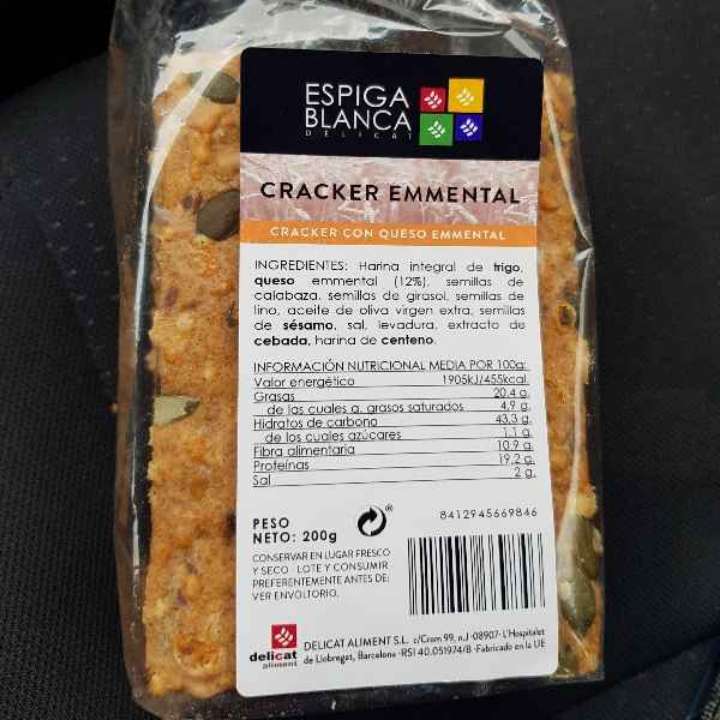 ESPIGA
BLANCA
DELICAT
CRACKER EMMENTAL
CRACKER CON QUESO EMMENTAL
INGREDIENTES: Harina integral de trigo,
queso emmental (12%), semillas de
calabaza, semillas de girasol, semillas de
lino, aceite de oliva virgen extra, semillas
de sésamo, sal, levadura, extracto de
cebada, harina de centeno.
INFORMACIÓN NUTRICIONAL MEDIA POR 100g:
Valor energético 1905kJ/455kcal.
Grasas 20,4 g.
de las cuales a. grasos saturados 4,9 g.
Hidratos de carbono 43,3 g.
de los cuales azúcares 1,1 g.
Fibra alimentaria 10,9 g.
Proteínas 19,2 g.
Sal 2 g.
PESO
NETO: 200g
CONSERVAR EN LUGAR FRESCO
Y SECO · LOTE Y CONSUMIR
PREFERENTEMENTE ANTES DE:
VER ENVOLTORIO.
8412945669846
delicat
aliment
DELICAT ALIMENT S.L. c/Crom 99, n.J ·08907· L'Hospitalet
de Llobregat, Barcelona ·RSI 40.051974/B ·Fabricado en la UE